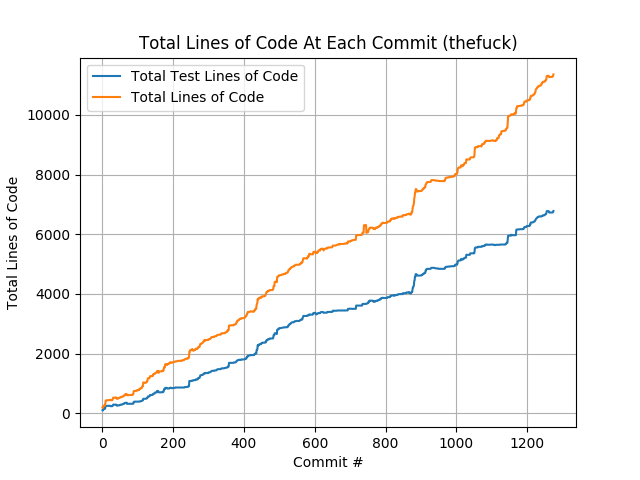 Total Lines of Code At Each Commit (thefuck)
Total Test Lines of Code
Total Lines of Code
Total Lines of Code
10000
8000
6000
4000
2000
0
0 200 400 600 800 1000 1200
Commit #